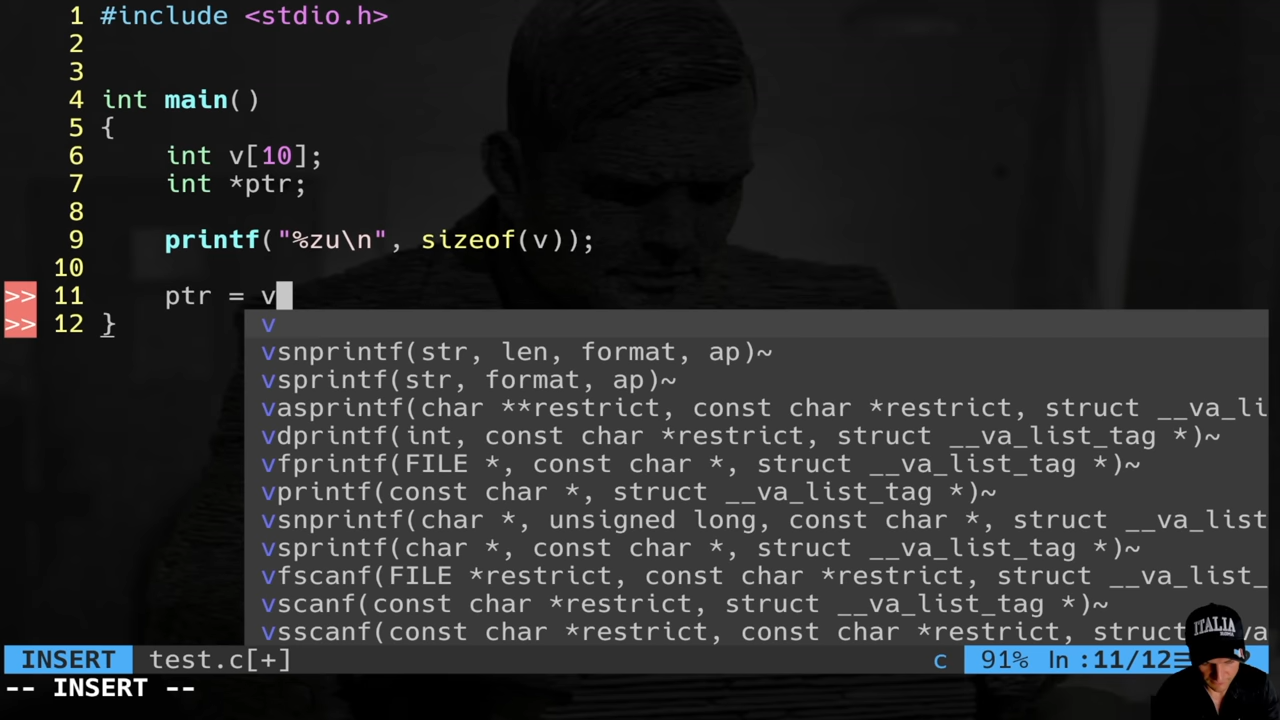 1 #include <stdio.h>
2
3
4 int main()
5 {
6 int v[10];
7 int *ptr;
8
9 printf("%zu\n", sizeof(v));
10
>> 11 ptr = v
>> 12 }
v
vsnprintf(str, len, format, ap)~
vsprintf(str, format, ap)~
vasprintf(char **restrict, const char *restrict, struct __va_li
vdprintf(int, const char *restrict, struct __va_list_tag *)~
vfprintf(FILE *, const char *, struct __va_list_tag *)~
vprintf(const char *, struct __va_list_tag *)~
vsnprintf(char *, unsigned long, const char *, struct __va_list
vsprintf(char *, const char *, struct __va_list_tag *)~
vfscanf(FILE *restrict, const char *restrict, struct __va_list_
vscanf(const char *restrict, struct __va_list_tag *)~
vsscanf(const char *restrict, const char *restrict, struct
ITALIA
INSERT test.c[+] c 91% ln :11/12≡
-- INSERT --